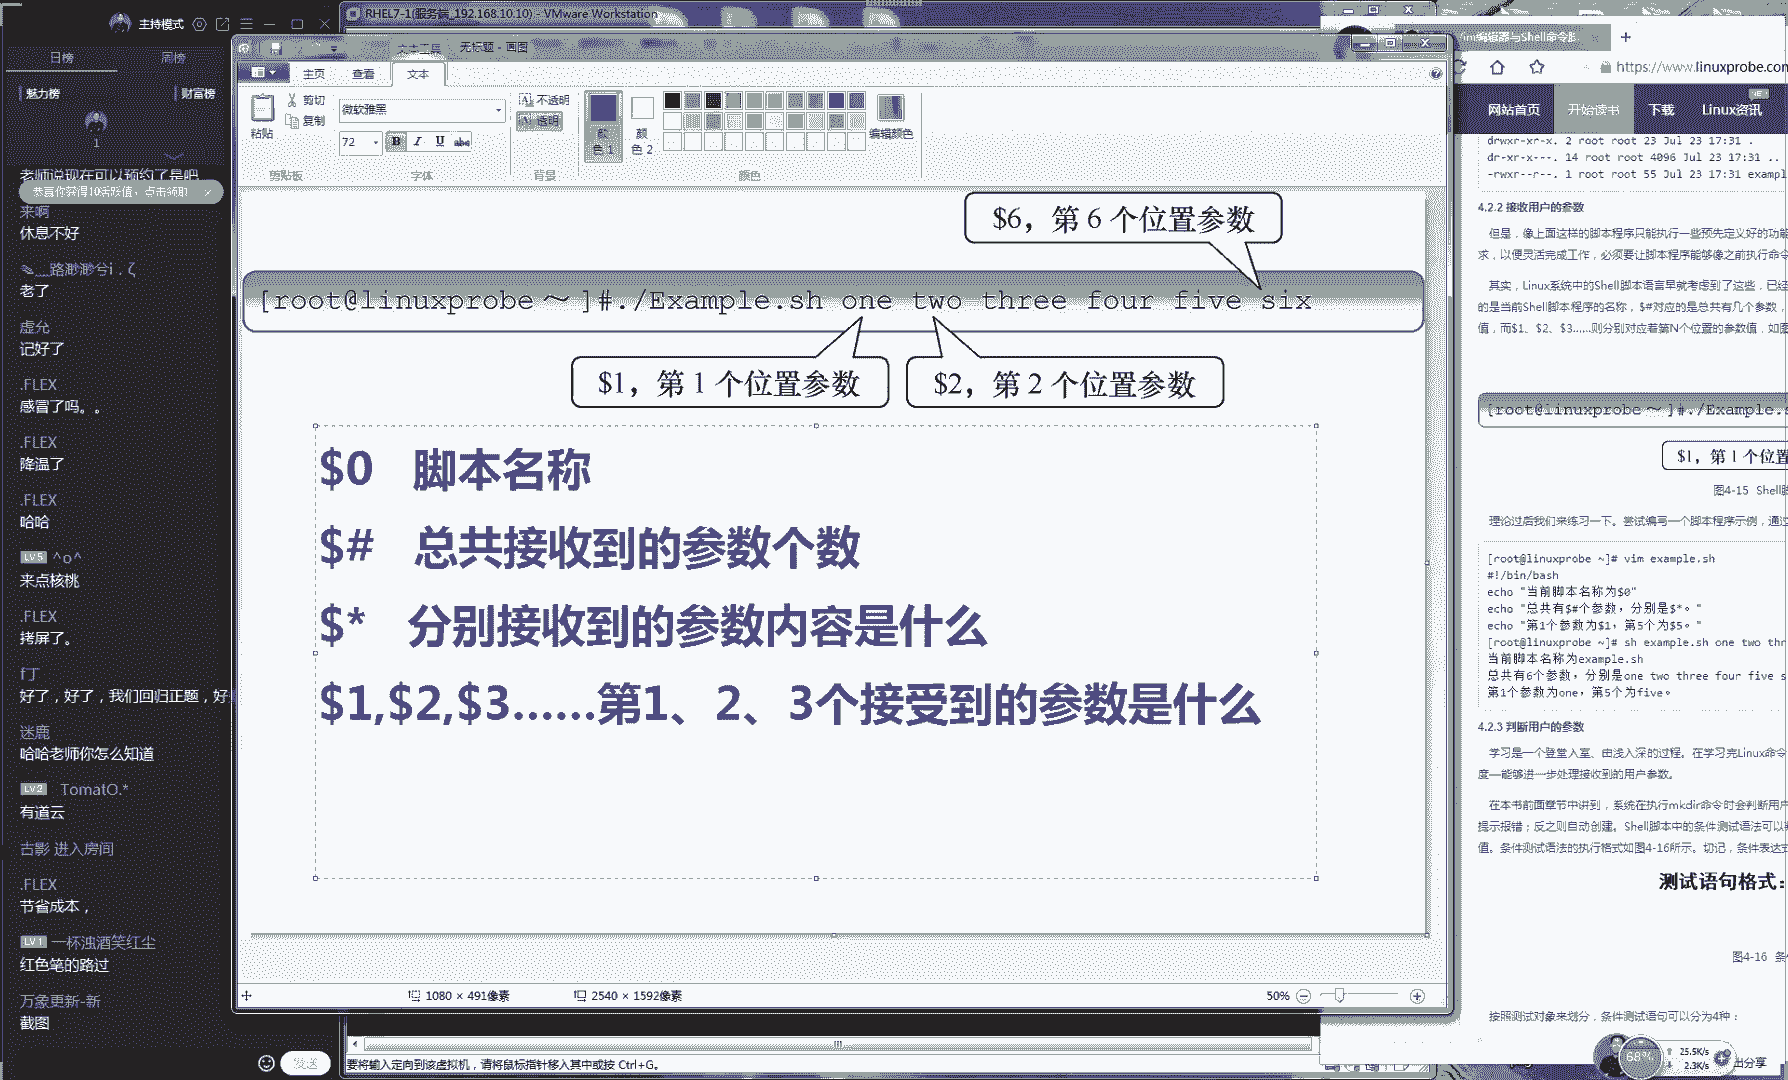 主持模式
日榜
周榜
魅力榜
财富榜
1
老师说现在可以预约了是吧
恭喜你获得10活跃值，点击领取
来啊
休息不好
老了
虚允
记好了
.FLEX
感冒了吗。。
.FLEX
降温了
.FLEX
哈哈
LV5 ^o^
来点核桃
.FLEX
拷屏了。
f丁
好了，好了，我们回归正题，好
迷鹿
哈哈老师你怎么知道
LV2 TomatO.*
有道云
古影 进入房间
.FLEX
节省成本，
LV1 一杯浊酒笑红尘
红色笔的路过
万象更新-新
截图
发送
RHEL7-1(服务端_192.168.10.10) - VMware Workstation
文本工具 无标题 - 画图
主页 查看 文本
粘贴
剪切
复制
剪贴板
微软雅黑
72
B I U abc
字体
不透明
透明
背景
颜色 1
颜色 2
编辑颜色
颜色
$6，第 6 个位置参数
[root@linuxprobe ~ ]#./Example.sh one two three four five six
$1，第 1 个位置参数
$2，第 2 个位置参数
$0 脚本名称
$# 总共接收到的参数个数
$* 分别接收到的参数内容是什么
$1,$2,$3......第1、2、3个接受到的参数是什么
1080 × 491像素
2540 × 1592像素
50%
要将输入定向到该虚拟机，请将鼠标指针移入其中或按 Ctrl+G。
Vim编辑器与Shell命令脚
https://www.linuxprobe.com
网站首页 开始读书 下载 Linux资讯
drwxr-xr-x. 2 root root 23 Jul 23 17:31 .
dr-xr-x---. 14 root root 4096 Jul 23 17:31 ..
-rwxr--r--. 1 root root 55 Jul 23 17:31 example
4.2.2 接收用户的参数
但是，像上面这样的脚本程序只能执行一些预先定义好的功能
求，以便灵活完成工作，必须要让脚本程序能够像之前执行命令
其实，Linux系统中的Shell脚本语言早就考虑到了这些，已经
的是当前Shell脚本程序的名称，$#对应的是总共有几个参数，
值，而$1、$2、$3……则分别对应着第N个位置的参数值，如图
[root@linuxprobe ~ ]#./Example.s
$1，第 1 个位置
图4-15 Shell脚
理论过后我们来练习一下。尝试编写一个脚本程序示例，通过
[root@linuxprobe ~]# vim example.sh
#!/bin/bash
echo "当前脚本名称为$0"
echo "总共有$#个参数，分别是$*。"
echo "第1个参数为$1，第5个为$5。"
[root@linuxprobe ~]# sh example.sh one two thr
当前脚本名称为example.sh
总共有6个参数，分别是one two three four five s
第1个参数为one，第5个为five。
4.2.3 判断用户的参数
学习是一个登堂入室、由浅入深的过程。在学习完Linux命令
度—能够进一步处理接收到的用户参数。
在本书前面章节中讲到，系统在执行mkdir命令时会判断用户
提示报错；反之则自动创建。Shell脚本中的条件测试语法可以
值。条件测试语法的执行格式如图4-16所示。切记，条件表达式
测试语句格式：
图4-16 条
按照测试对象来划分，条件测试语句可以分为4种：
68%
25.5K/s
2.3K/s
出分享